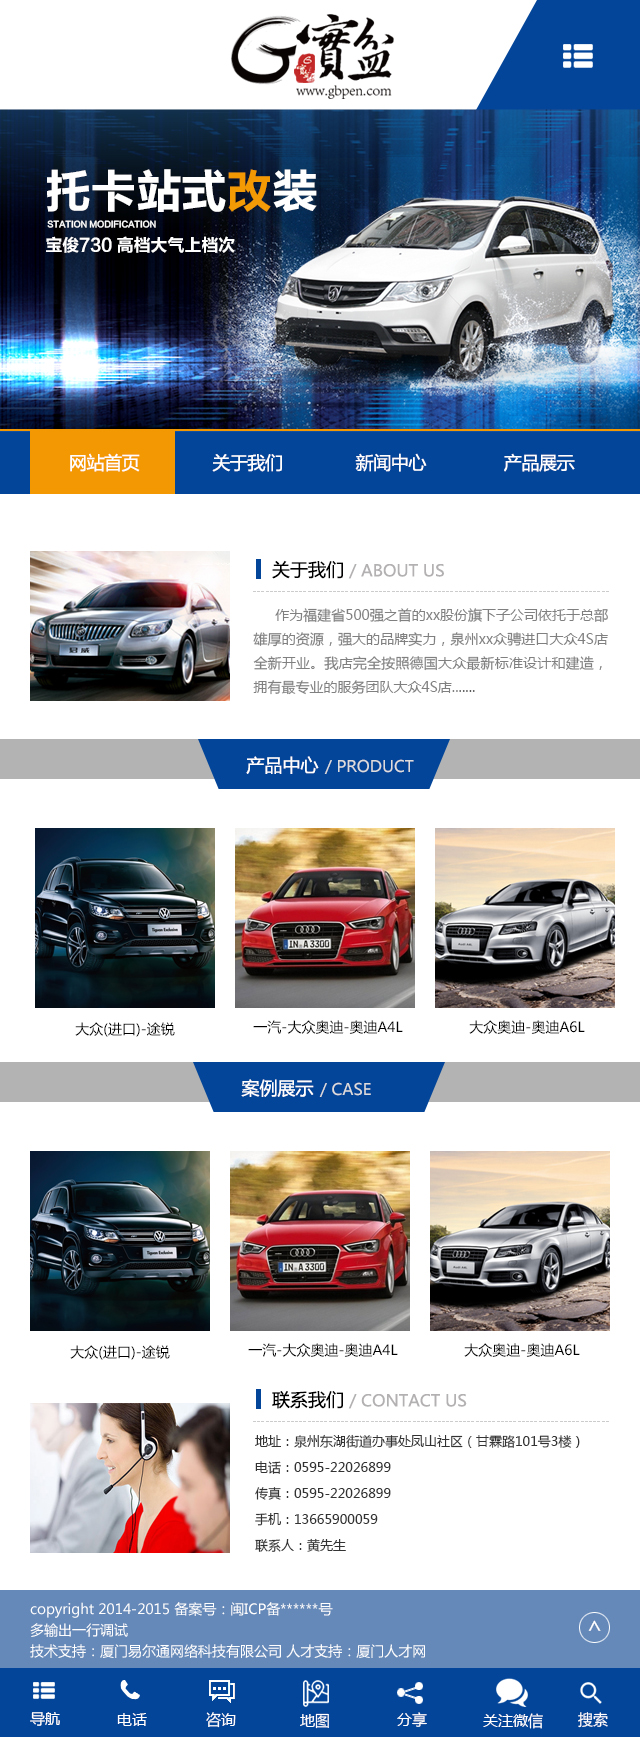 G實盆
www.gbpen.com
托卡站式改装
STATION MODIFICATION
宝俊730 高档大气上档次
网站首页 关于我们 新闻中心 产品展示
关于我们 / ABOUT US
作为福建省500强之首的xx股份旗下子公司依托于总部
雄厚的资源，强大的品牌实力，泉州xx众骋进口大众4S店
全新开业。我店完全按照德国大众最新标准设计和建造，
拥有最专业的服务团队大众4S店.......
君威
产品中心 / PRODUCT
Tiguan Exclusive
IN A 3300
Audi A4L
大众(进口)-途锐 一汽-大众奥迪-奥迪A4L 大众奥迪-奥迪A6L
案例展示 / CASE
Tiguan Exclusive
IN A 3300
Audi A4L
大众(进口)-途锐 一汽-大众奥迪-奥迪A4L 大众奥迪-奥迪A6L
联系我们 / CONTACT US
地址：泉州东湖街道办事处凤山社区（甘霖路101号3楼）
电话：0595-22026899
传真：0595-22026899
手机：13665900059
联系人：黄先生
copyright 2014-2015 备案号：闽ICP备******号
多输出一行调试
技术支持：厦门易尔通网络科技有限公司 人才支持：厦门人才网
导航 电话 咨询 地图 分享 关注微信 搜索